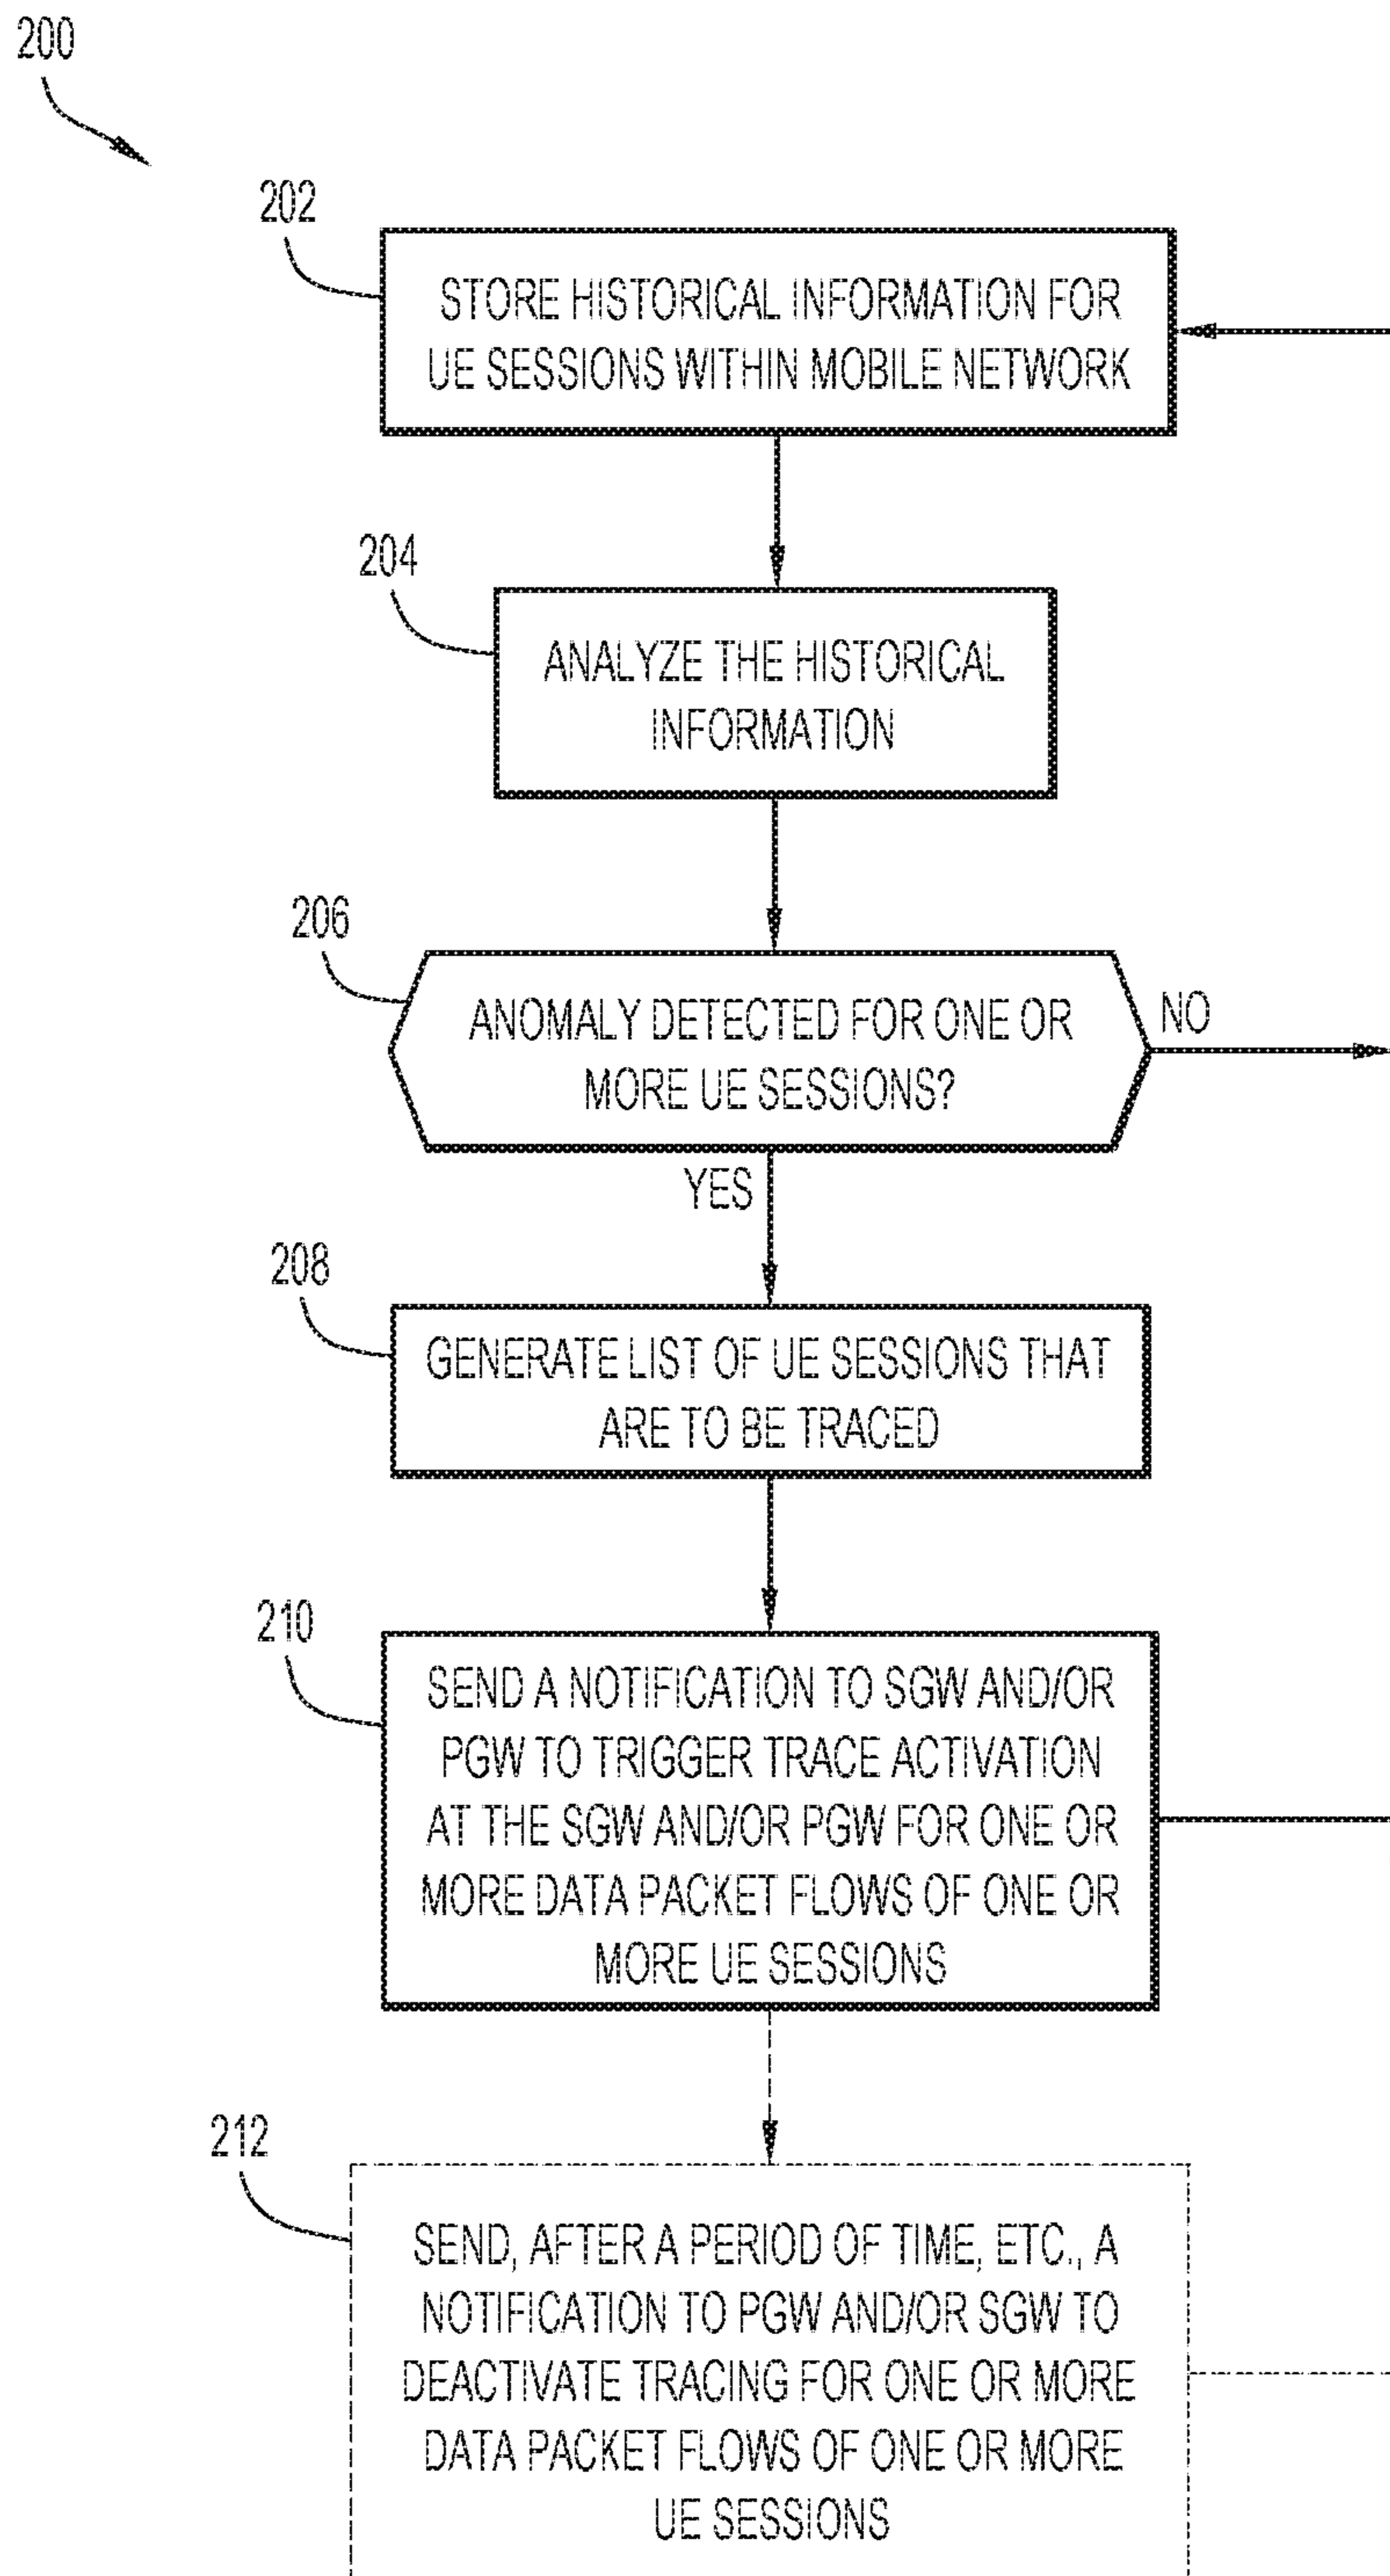 200
202
STORE HISTORICAL INFORMATION FOR
UE SESSIONS WITHIN MOBILE NETWORK
204
ANALYZE THE HISTORICAL
INFORMATION
206
ANOMALY DETECTED FOR ONE OR
MORE UE SESSIONS?
NO
YES
208
GENERATE LIST OF UE SESSIONS THAT
ARE TO BE TRACED
210
SEND A NOTIFICATION TO SGW AND/OR
PGW TO TRIGGER TRACE ACTIVATION
AT THE SGW AND/OR PGW FOR ONE OR
MORE DATA PACKET FLOWS OF ONE OR
MORE UE SESSIONS
212
SEND, AFTER A PERIOD OF TIME, ETC., A
NOTIFICATION TO PGW AND/OR SGW TO
DEACTIVATE TRACING FOR ONE OR MORE
DATA PACKET FLOWS OF ONE OR MORE
UE SESSIONS